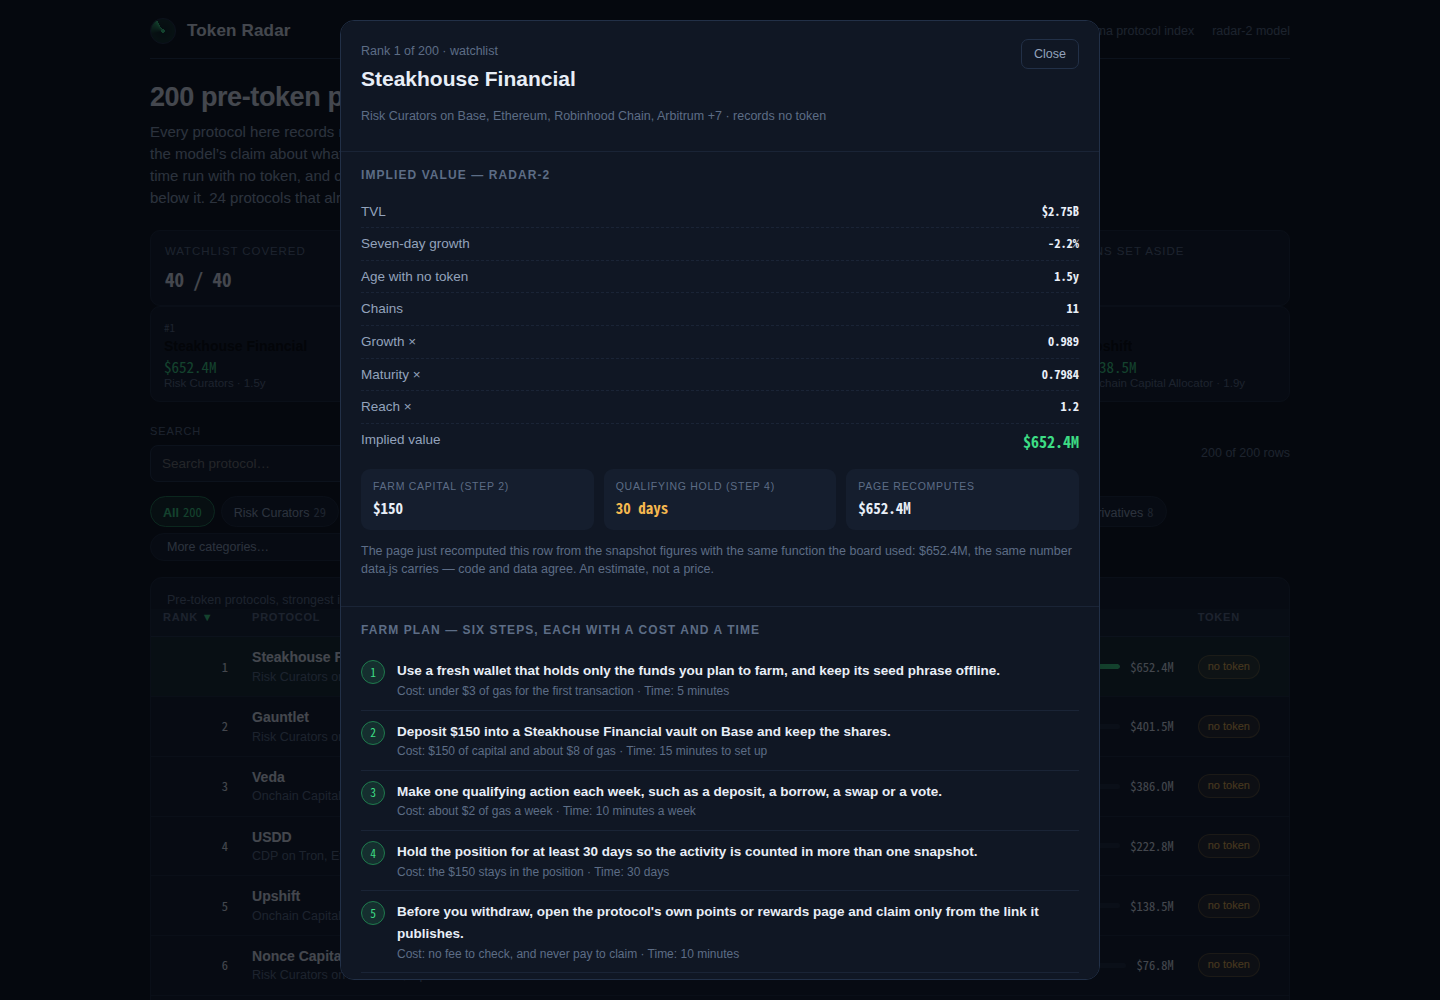 Token Radar
na protocol index radar-2 model
200 pre-token p
Every protocol here records
the model's claim about wha
time run with no token, and o
below it. 24 protocols that alr
WATCHLIST COVERED
40 / 40
NS SET ASIDE
#1
Steakhouse Financial
$652.4M
Risk Curators · 1.5y
shift
38.5M
chain Capital Allocator · 1.9y
SEARCH
Search protocol…
200 of 200 rows
All 200
Risk Curators 29
rivatives 8
More categories…
Pre-token protocols, strongest i
RANK ▼ PROTOCOL TOKEN
1 Steakhouse F $652.4M no token
Risk Curators o
2 Gauntlet $401.5M no token
Risk Curators o
3 Veda $386.0M no token
Onchain Capital
4 USDD $222.8M no token
CDP on Tron, E
5 Upshift $138.5M no token
Onchain Capital
6 Nonce Capita $76.8M no token
Risk Curators on
Rank 1 of 200 · watchlist
Close
Steakhouse Financial
Risk Curators on Base, Ethereum, Robinhood Chain, Arbitrum +7 · records no token
IMPLIED VALUE — RADAR-2
TVL $2.75B
Seven-day growth -2.2%
Age with no token 1.5y
Chains 11
Growth × 0.989
Maturity × 0.7984
Reach × 1.2
Implied value $652.4M
FARM CAPITAL (STEP 2)
$150
QUALIFYING HOLD (STEP 4)
30 days
PAGE RECOMPUTES
$652.4M
The page just recomputed this row from the snapshot figures with the same function the board used: $652.4M, the same number
data.js carries — code and data agree. An estimate, not a price.
FARM PLAN — SIX STEPS, EACH WITH A COST AND A TIME
1 Use a fresh wallet that holds only the funds you plan to farm, and keep its seed phrase offline.
Cost: under $3 of gas for the first transaction · Time: 5 minutes
2 Deposit $150 into a Steakhouse Financial vault on Base and keep the shares.
Cost: $150 of capital and about $8 of gas · Time: 15 minutes to set up
3 Make one qualifying action each week, such as a deposit, a borrow, a swap or a vote.
Cost: about $2 of gas a week · Time: 10 minutes a week
4 Hold the position for at least 30 days so the activity is counted in more than one snapshot.
Cost: the $150 stays in the position · Time: 30 days
5 Before you withdraw, open the protocol's own points or rewards page and claim only from the link it
publishes.
Cost: no fee to check, and never pay to claim · Time: 10 minutes